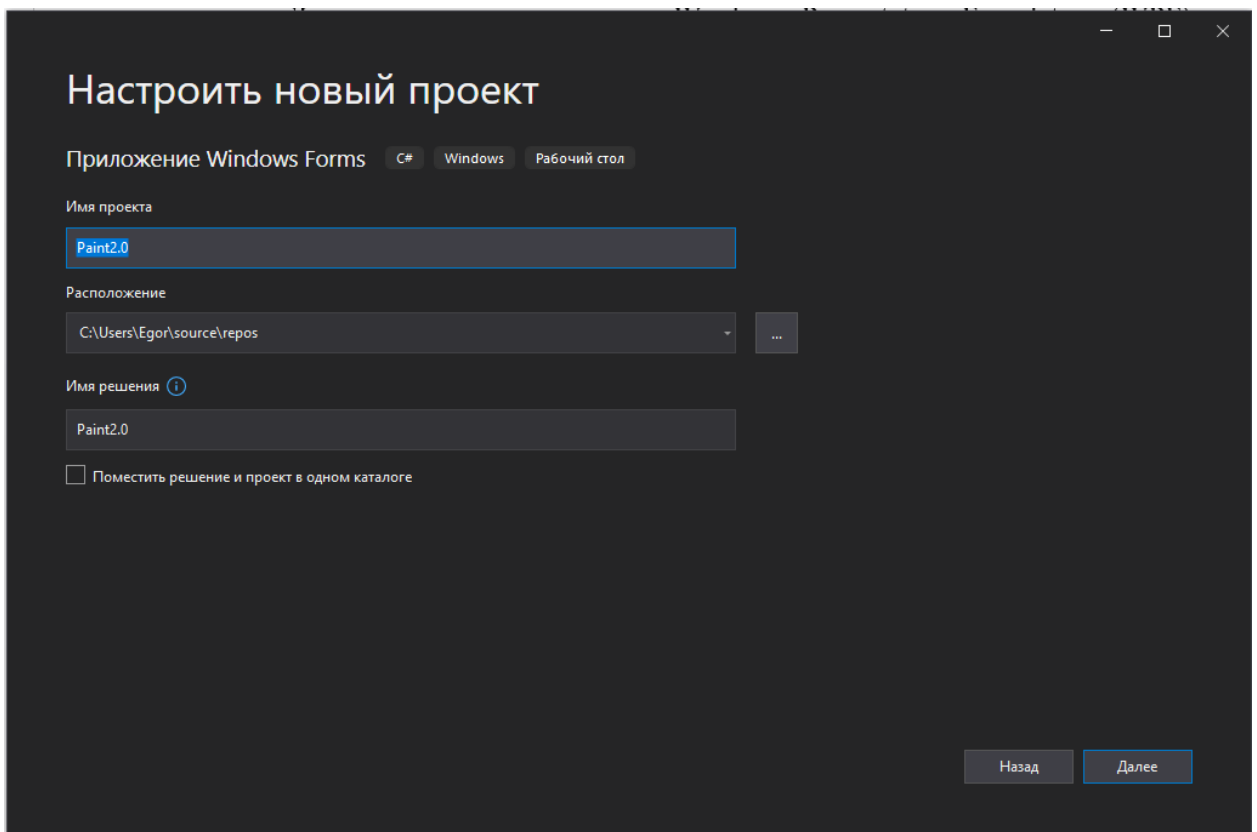 Настроить новый проект
Приложение Windows Forms C# Windows Рабочий стол
Имя проекта
Paint2.0
Расположение
C:\Users\Egor\source\repos
...
Имя решения
Paint2.0
Поместить решение и проект в одном каталоге
Назад Далее